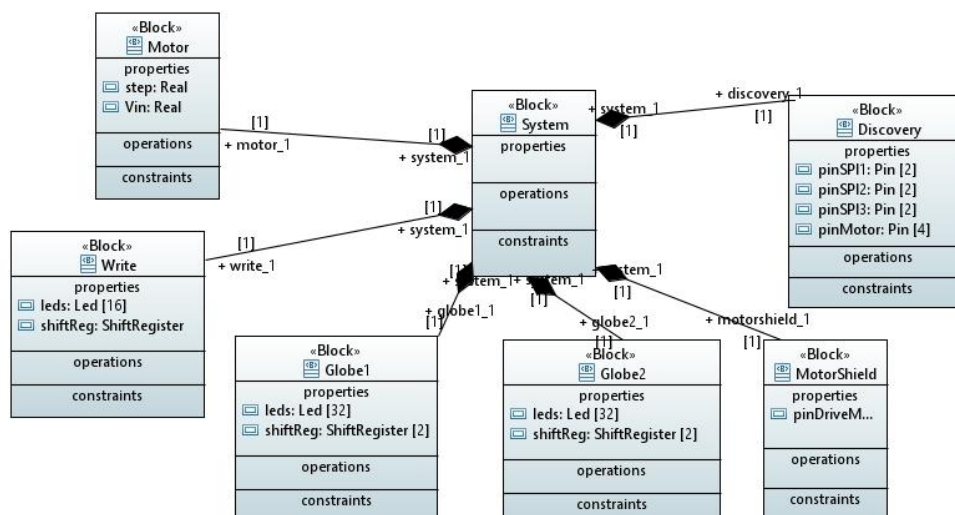 «Block»
Motor
properties
step: Real
Vin: Real
operations
constraints
[1]
+ motor_1
[1]
+ system_1
«Block»
System
properties
operations
constraints
+ system_1
[1]
+ discovery_1
[1]
«Block»
Discovery
properties
pinSPI1: Pin [2]
pinSPI2: Pin [2]
pinSPI3: Pin [2]
pinMotor: Pin [4]
operations
constraints
[1]
+ system_1
[1]
+ write_1
«Block»
Write
properties
leds: Led [16]
shiftReg: ShiftRegister
operations
constraints
[1]
+ system_1
+ globe1_1
[1]
«Block»
Globe1
properties
leds: Led [32]
shiftReg: ShiftRegister [2]
operations
constraints
+ system_1
[1]
+ globe2_1
[1]
«Block»
Globe2
properties
leds: Led [32]
shiftReg: ShiftRegister [2]
operations
constraints
+ system_1
[1]
+ motorshield_1
[1]
«Block»
MotorShield
properties
pinDriveM...
operations
constraints